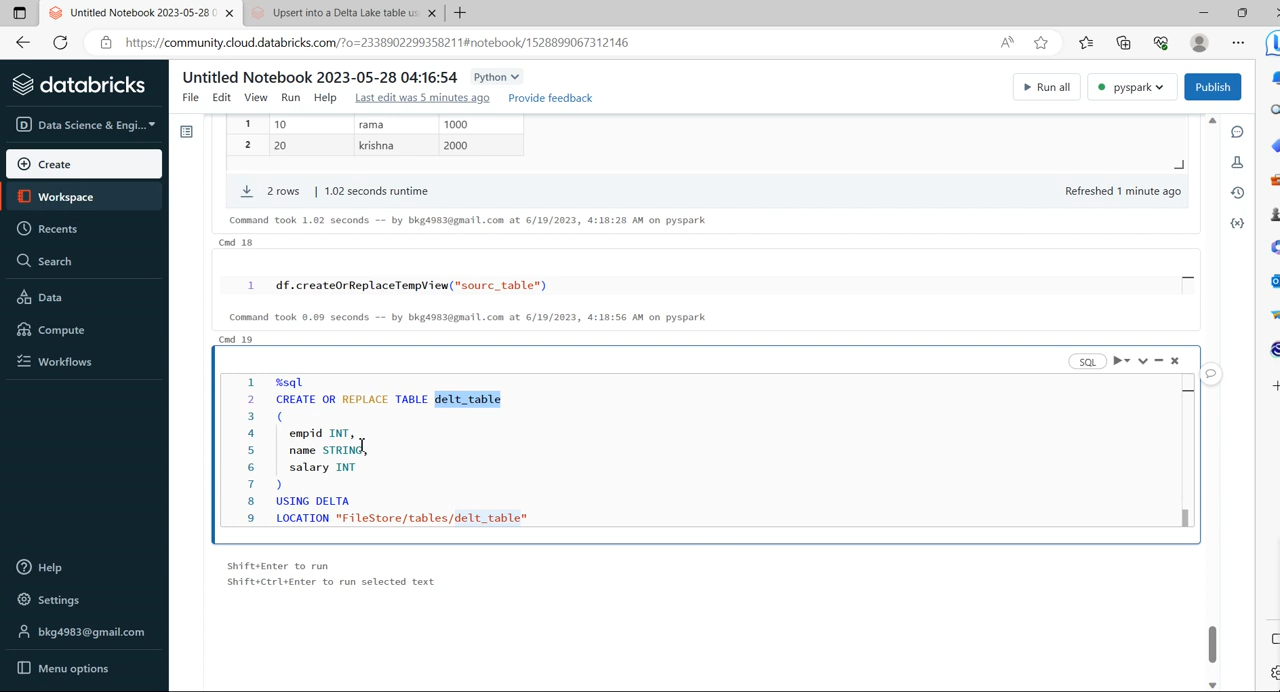 Untitled Notebook 2023-05-28 0
Upsert into a Delta Lake table us
https://community.cloud.databricks.com/?o=2338902299358211#notebook/1528899067312146
databricks
Data Science & Engi...
Create
Workspace
Recents
Search
Data
Compute
Workflows
Help
Settings
bkg4983@gmail.com
Menu options
Untitled Notebook 2023-05-28 04:16:54 Python
File Edit View Run Help Last edit was 5 minutes ago Provide feedback
Run all pyspark Publish
1 10 rama 1000
2 20 krishna 2000
2 rows | 1.02 seconds runtime Refreshed 1 minute ago
Command took 1.02 seconds -- by bkg4983@gmail.com at 6/19/2023, 4:18:28 AM on pyspark
Cmd 18
1 df.createOrReplaceTempView("sourc_table")
Command took 0.09 seconds -- by bkg4983@gmail.com at 6/19/2023, 4:18:56 AM on pyspark
Cmd 19
SQL
1 %sql
2 CREATE OR REPLACE TABLE delt_table
3 (
4 empid INT,
5 name STRING,
6 salary INT
7 )
8 USING DELTA
9 LOCATION "FileStore/tables/delt_table"
Shift+Enter to run
Shift+Ctrl+Enter to run selected text